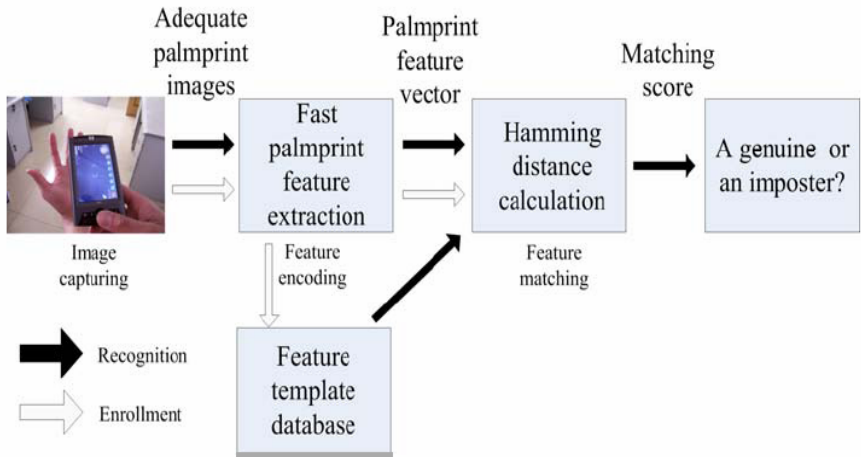 Adequate
palmprint
images
Palmprint
feature
vector
Matching
score
Fast
palmprint
feature
extraction
Hamming
distance
calculation
A genuine or
an imposter?
Image
capturing
Feature
encoding
Feature
matching
Recognition
Enrollment
Feature
template
database